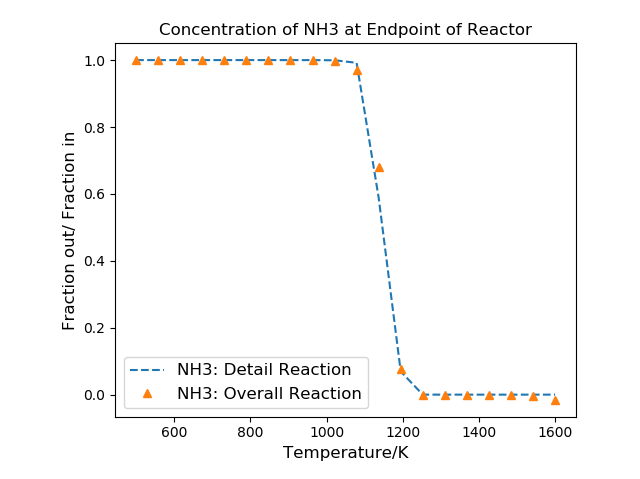 Concentration of NH3 at Endpoint of Reactor
Fraction out/ Fraction in
1.0
0.8
0.6
0.4
0.2
0.0
NH3: Detail Reaction
NH3: Overall Reaction
600 800 1000 1200 1400 1600
Temperature/K